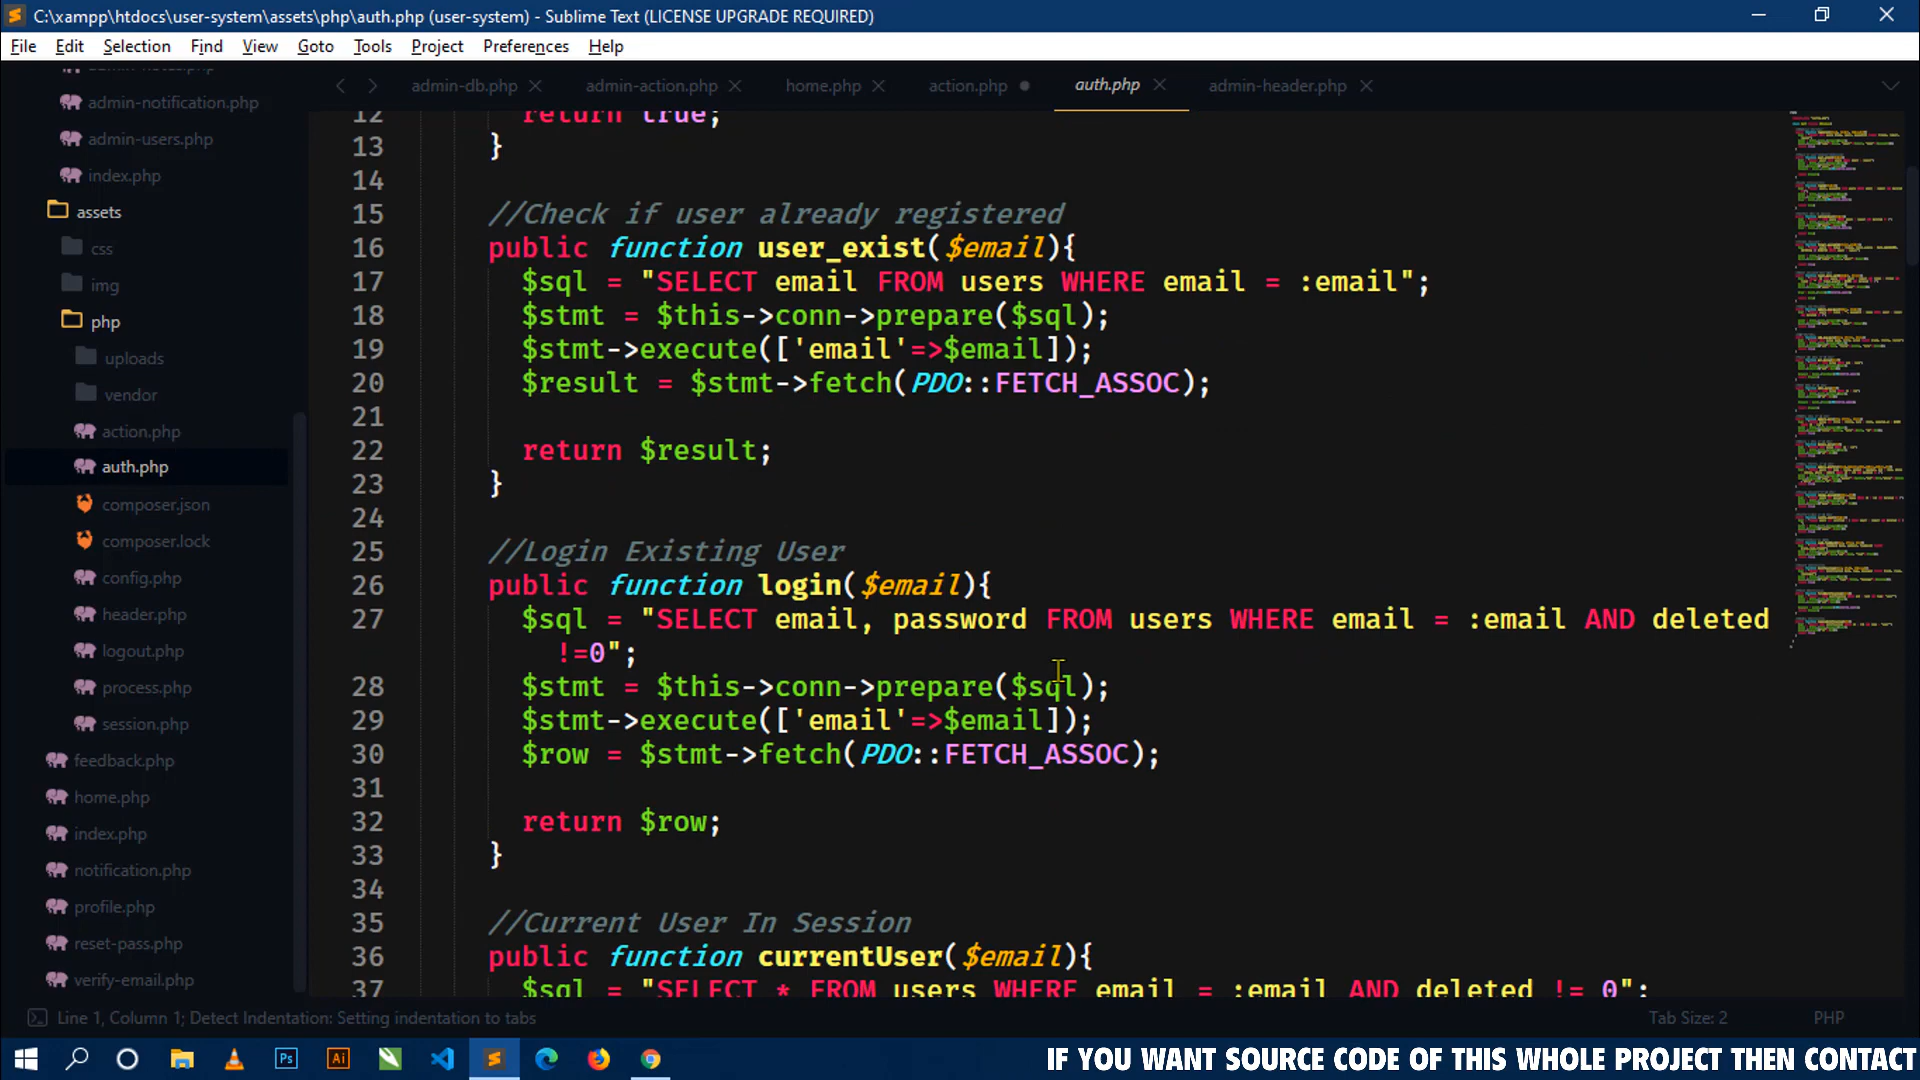 C:\xampp\htdocs\user-system\assets\php\auth.php (user-system) - Sublime Text (LICENSE UPGRADE REQUIRED)
File Edit Selection Find View Goto Tools Project Preferences Help
admin-db.php admin-action.php home.php action.php auth.php admin-header.php
admin-notification.php
admin-users.php
index.php
assets
css
img
php
uploads
vendor
action.php
auth.php
composer.json
composer.lock
config.php
header.php
logout.php
process.php
session.php
feedback.php
home.php
index.php
notification.php
profile.php
reset-pass.php
verify-email.php
12 return true;
13 }
14
15 //Check if user already registered
16 public function user_exist($email){
17 $sql = "SELECT email FROM users WHERE email = :email";
18 $stmt = $this->conn->prepare($sql);
19 $stmt->execute(['email'=>$email]);
20 $result = $stmt->fetch(PDO::FETCH_ASSOC);
21
22 return $result;
23 }
24
25 //Login Existing User
26 public function login($email){
27 $sql = "SELECT email, password FROM users WHERE email = :email AND deleted
!=0";
28 $stmt = $this->conn->prepare($sql);
29 $stmt->execute(['email'=>$email]);
30 $row = $stmt->fetch(PDO::FETCH_ASSOC);
31
32 return $row;
33 }
34
35 //Current User In Session
36 public function currentUser($email){
37 $sql = "SELECT * FROM users WHERE email = :email AND deleted != 0";
Line 1, Column 1; Detect Indentation: Setting indentation to tabs Tab Size: 2 PHP
Ps Ai
IF YOU WANT SOURCE CODE OF THIS WHOLE PROJECT THEN CONTACT